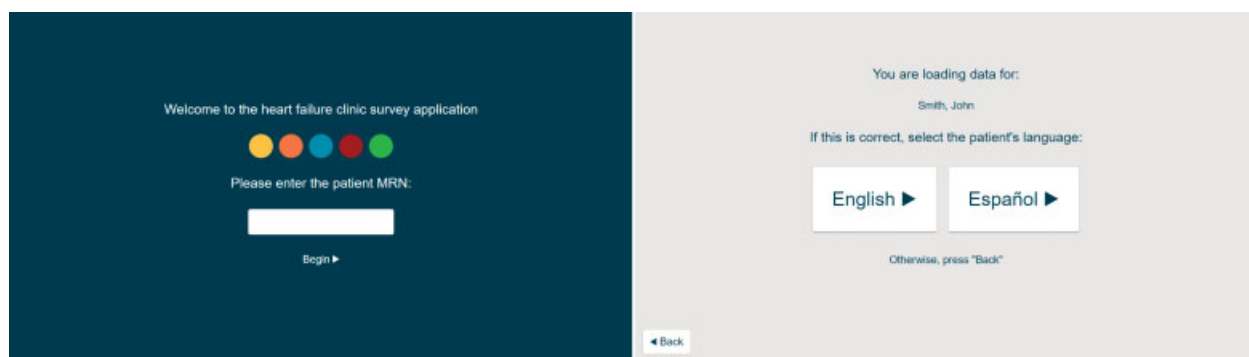 Welcome to the heart failure clinic survey application
Please enter the patient MRN:
Begin ▶
You are loading data for:
Smith, John
If this is correct, select the patient's language:
English ▶
Español ▶
Otherwise, press "Back"
◀ Back